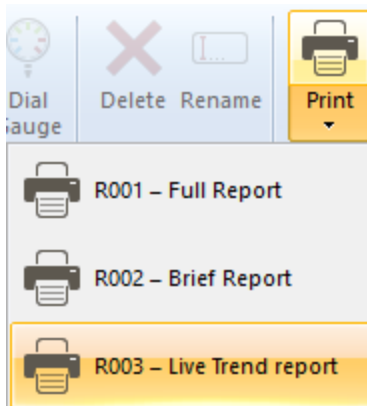 Dial Gauge
Delete
Rename
Print
R001 – Full Report
R002 – Brief Report
R003 – Live Trend report